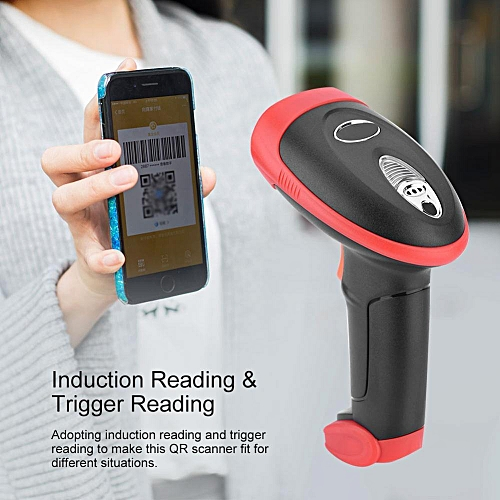 Induction Reading &
Trigger Reading
Adopting induction reading and trigger
reading to make this QR scanner fit for
different situations.